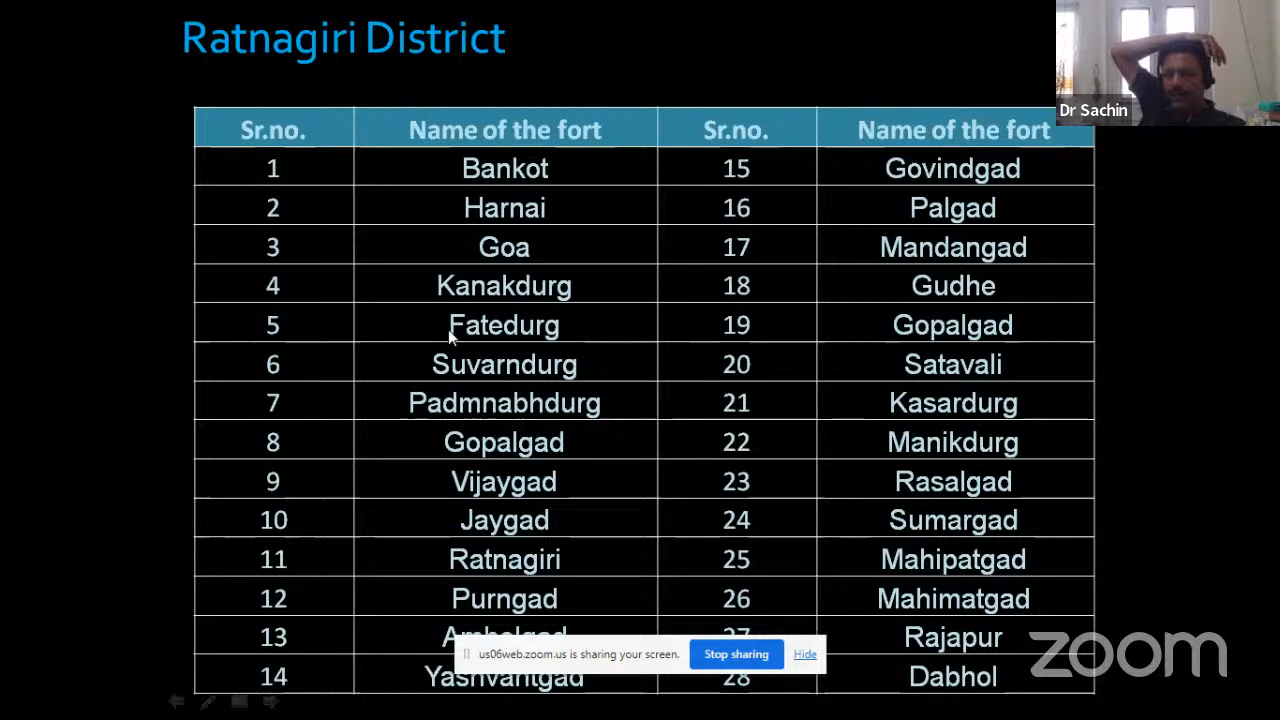 Ratnagiri District
Dr Sachin
Sr.no. Name of the fort Sr.no. Name of the fort
1 Bankot 15 Govindgad
2 Harnai 16 Palgad
3 Goa 17 Mandangad
4 Kanakdurg 18 Gudhe
5 Fatedurg 19 Gopalgad
6 Suvarndurg 20 Satavali
7 Padmnabhdurg 21 Kasardurg
8 Gopalgad 22 Manikdurg
9 Vijaygad 23 Rasalgad
10 Jaygad 24 Sumargad
11 Ratnagiri 25 Mahipatgad
12 Purngad 26 Mahimatgad
13 27 Rajapur
us06web.zoom.us is sharing your screen. Stop sharing Hide
14 Yashvantgad 28 Dabhol
zoom